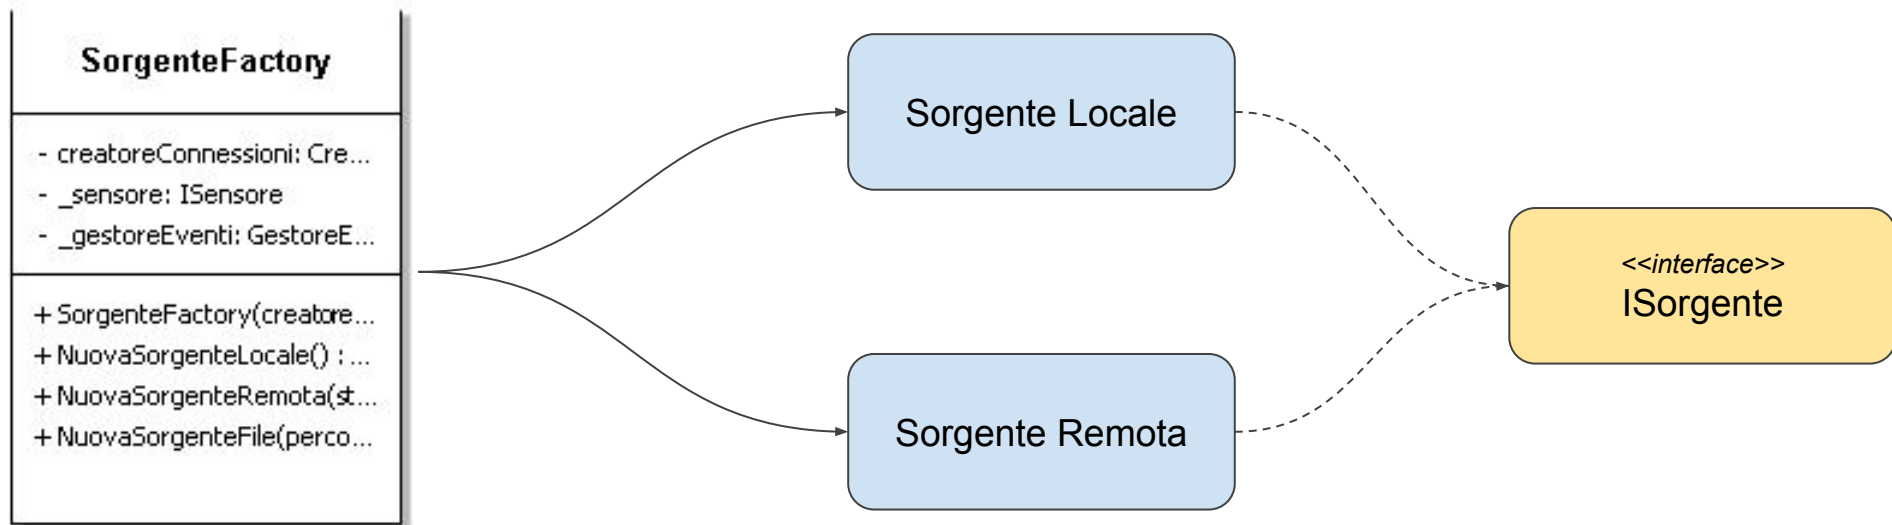 SorgenteFactory
- creatoreConnessioni: Cre...
- _sensore: ISensore
- _gestoreEventi: GestoreE...
+ SorgenteFactory(creatore...
+ NuovaSorgenteLocale() : ...
+ NuovaSorgenteRemota(st...
+ NuovaSorgenteFile(perco...
Sorgente Locale
Sorgente Remota
<<interface>>
ISorgente